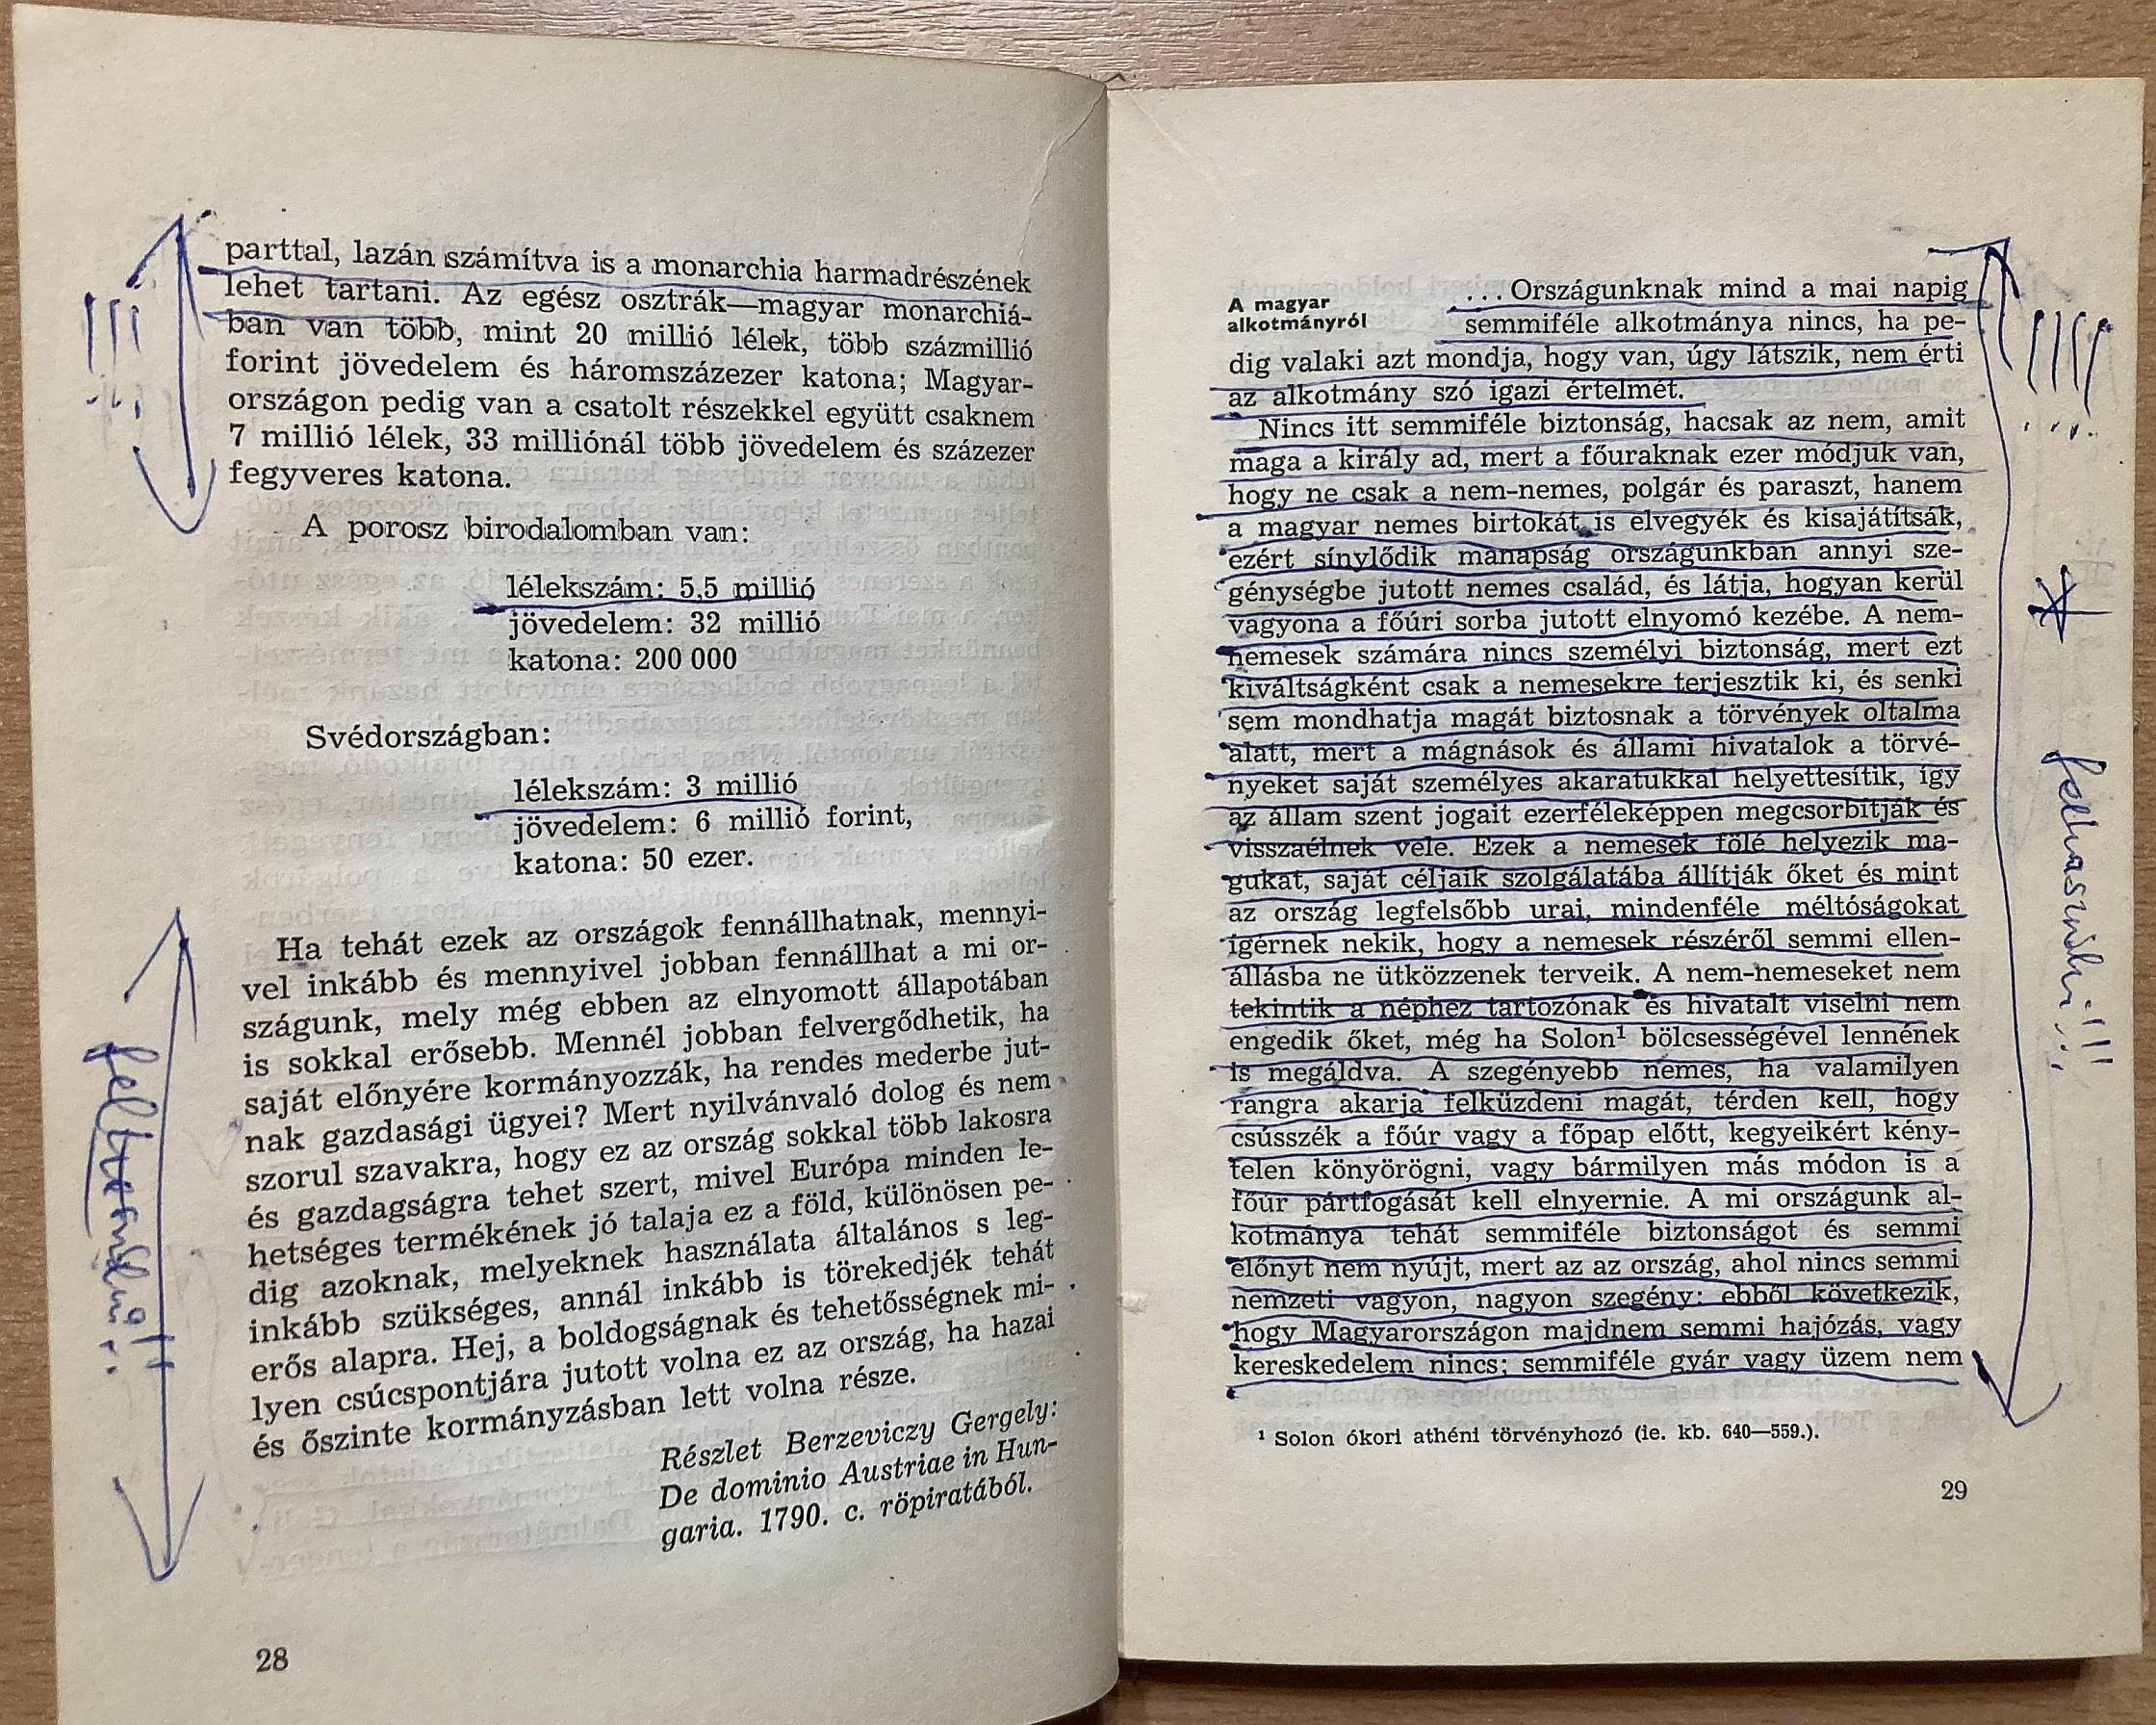 parttal, lazán számítva is a monarchia harmadrészének
lehet tartani. Az egész osztrák—magyar monarchiá-
ban van több, mint 20 millió lélek, több százmillió
forint jövedelem és háromszázezer katona; Magyar-
országon pedig van a csatolt részekkel együtt csaknem
7 millió lélek, 33 milliónál több jövedelem és százezer
fegyveres katona.
A porosz birodalomban van:
lélekszám: 5,5 millió
jövedelem: 32 millió
katona: 200 000
Svédországban:
lélekszám: 3 millió
jövedelem: 6 millió forint,
katona: 50 ezer.
Ha tehát ezek az országok fennállhatnak, mennyi-
vel inkább és mennyivel jobban fennállhat a mi or-
szágunk, mely még ebben az elnyomott állapotában
is sokkal erősebb. Mennél jobban felvergődhetik, ha
saját előnyére kormányozzák, ha rendes mederbe jut-
nak gazdasági ügyei? Mert nyilvánvaló dolog és nem
szorul szavakra, hogy ez az ország sokkal több lakosra
és gazdagságra tehet szert, mivel Európa minden le-
hetséges termékének jó talaja ez a föld, különösen pe-
dig azoknak, melyeknek használata általános s leg-
inkább szükséges, annál inkább is törekedjék tehát
erős alapra. Hej, a boldogságnak és tehetősségnek mi-
lyen csúcspontjára jutott volna ez az ország, ha hazai
és őszinte kormányzásban lett volna része.
Részlet Berzeviczy Gergely:
De dominio Austriae in Hun-
garia. 1790. c. röpiratából.
28
!!!
A magyar
alkotmányról
...Országunknak mind a mai napig
semmiféle alkotmánya nincs, ha pe-
dig valaki azt mondja, hogy van, úgy látszik, nem érti
az alkotmány szó igazi értelmét.
Nincs itt semmiféle biztonság, hacsak az nem, amit
maga a király ad, mert a főuraknak ezer módjuk van,
hogy ne csak a nem-nemes, polgár és paraszt, hanem
a magyar nemes birtokát is elvegyék és kisajátítsák,
ezért sínylődik manapság országunkban annyi sze-
génységbe jutott nemes család, és látja, hogyan kerül
vagyona a főúri sorba jutott elnyomó kezébe. A nem-
nemesek számára nincs személyi biztonság, mert ezt
kiváltságként csak a nemesekre terjesztik ki, és senki
sem mondhatja magát biztosnak a törvények oltalma
alatt, mert a mágnások és állami hivatalok a törvé-
nyeket saját személyes akaratukkal helyettesítik, így
az állam szent jogait ezerféleképpen megcsorbítják és
visszaélnek vele. Ezek a nemesek fölé helyezik ma-
gukat, saját céljaik szolgálatába állítják őket és mint
az ország legfelsőbb urai, mindenféle méltóságokat
ígérnek nekik, hogy a nemesek részéről semmi ellen-
állásba ne ütközzenek terveik. A nem-nemeseket nem
tekintik a néphez tartozónak és hivatalt viselni nem
engedik őket, még ha Solon¹ bölcsességével lennének
is megáldva. A szegényebb nemes, ha valamilyen
rangra akarja felküzdeni magát, térden kell, hogy
csússzék a főúr vagy a főpap előtt, kegyeikért kény-
telen könyörögni, vagy bármilyen más módon is a
főúr pártfogását kell elnyernie. A mi országunk al-
kotmánya tehát semmiféle biztonságot és semmi
előnyt nem nyújt, mert az az ország, ahol nincs semmi
nemzeti vagyon, nagyon szegény: ebből következik,
hogy Magyarországon majdnem semmi hajózás, vagy
kereskedelem nincs; semmiféle gyár vagy üzem nem
¹ Solon ókori athéni törvényhozó (ie. kb. 640—559.).
29
!!!!
felhasználni!!!